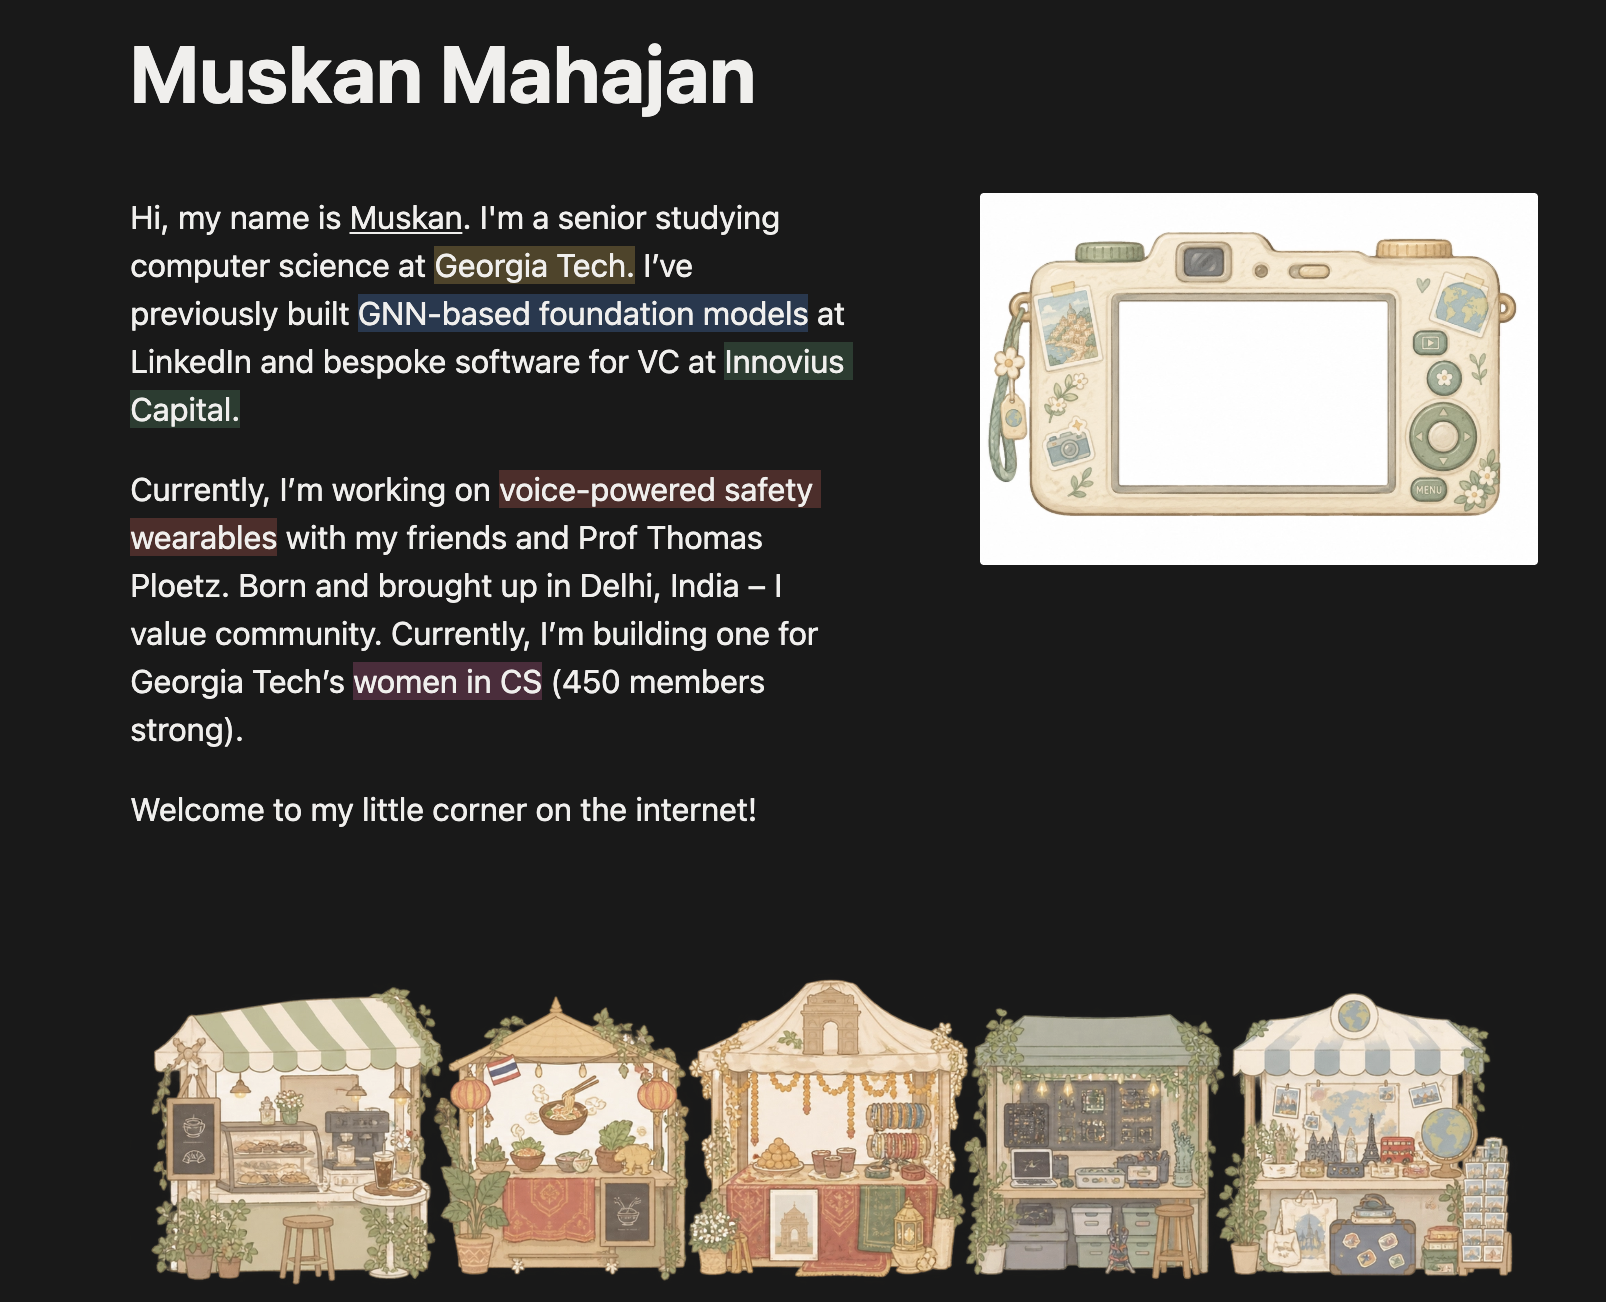 Muskan Mahajan
Hi, my name is Muskan. I'm a senior studying
computer science at Georgia Tech. I’ve
previously built GNN-based foundation models at
LinkedIn and bespoke software for VC at Innovius
Capital.
Currently, I’m working on voice-powered safety
wearables with my friends and Prof Thomas
Ploetz. Born and brought up in Delhi, India – I
value community. Currently, I’m building one for
Georgia Tech’s women in CS (450 members
strong).
Welcome to my little corner on the internet!
MENU